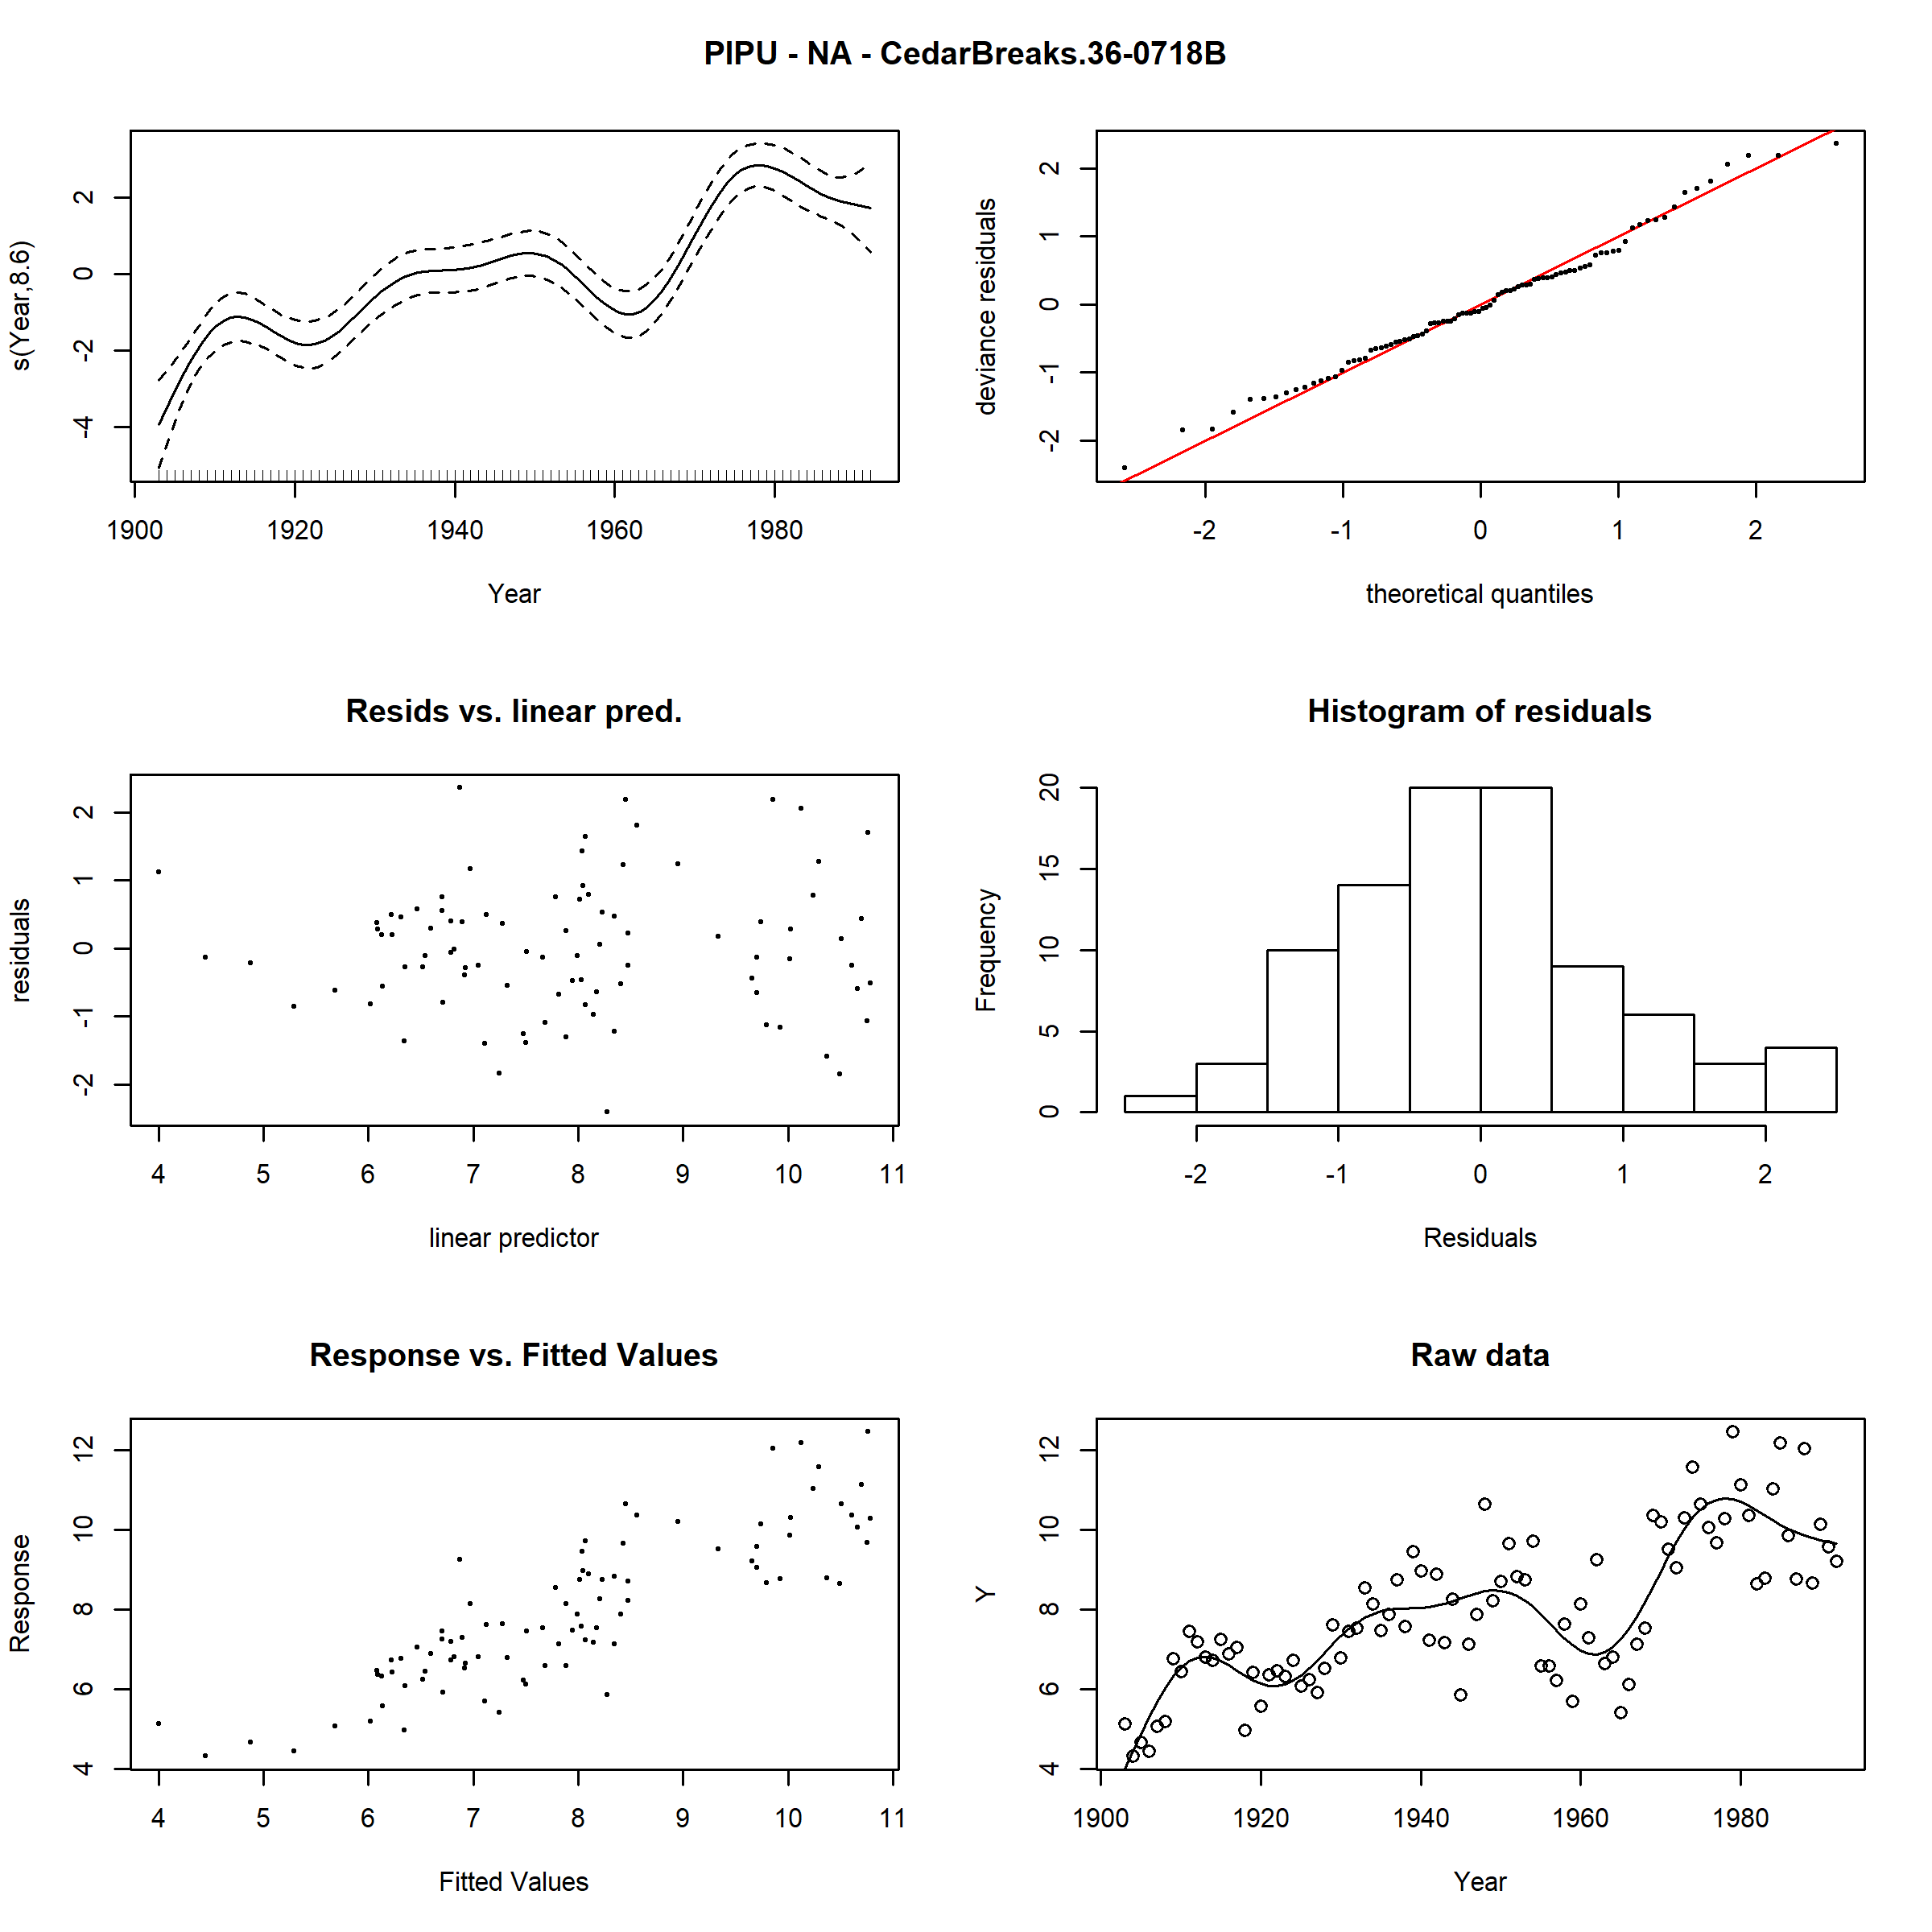 PIPU - NA - CedarBreaks.36-0718B
s(Year,8.6)
2
0
-2
-4
1900 1920 1940 1960 1980
Year
deviance residuals
2
1
0
-1
-2
-2 -1 0 1 2
theoretical quantiles
Resids vs. linear pred.
residuals
2
1
0
-1
-2
4 5 6 7 8 9 10 11
linear predictor
Histogram of residuals
Frequency
20
15
10
5
0
-2 -1 0 1 2
Residuals
Response vs. Fitted Values
Response
12
10
8
6
4
4 5 6 7 8 9 10 11
Fitted Values
Raw data
Y
12
10
8
6
4
1900 1920 1940 1960 1980
Year